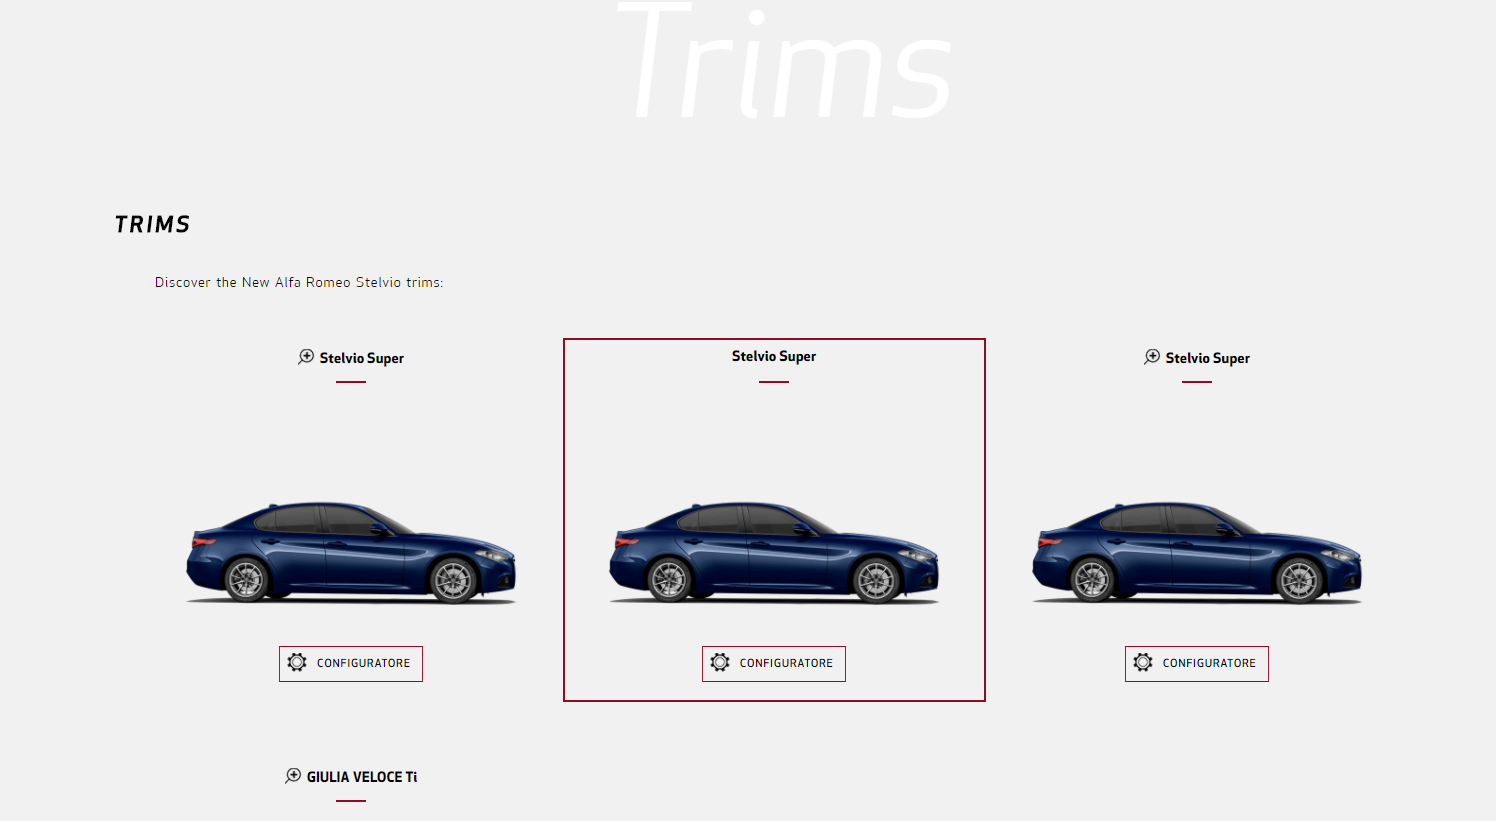 Trims
TRIMS
Discover the New Alfa Romeo Stelvio trims:
Stelvio Super
Stelvio Super
Stelvio Super
CONFIGURATORE
CONFIGURATORE
CONFIGURATORE
GIULIA VELOCE Ti